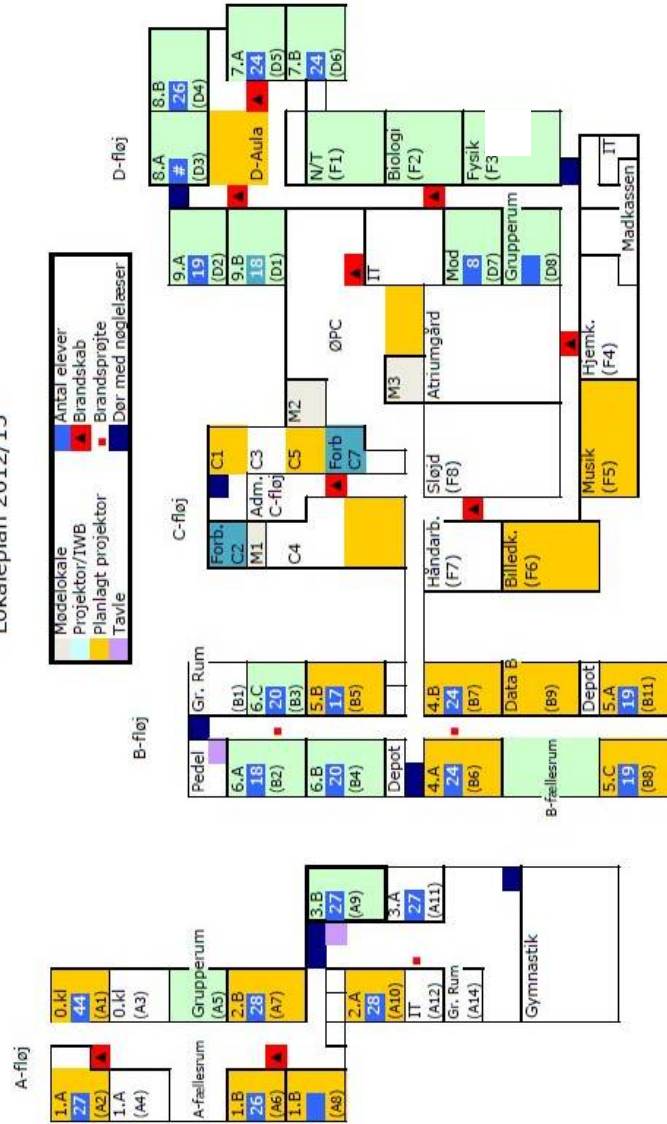 Lokaleplan 2012/13
Mødelokale
Projektor/IWB
Planlagt projektor
Tavle
Antal elever
Brandskab
Brandsprøjte
Dør med nøglelæser
A-fløj
1.A
27
(A2)
1.A
(A4)
A-fællesrum
1.B
26
(A6)
1.B
(A8)
0.kl
44
(A1)
0.kl
(A3)
Grupperum
(A5)
2.B
28
(A7)
2.A
28
(A10)
IT
(A12)
Gr. Rum
(A14)
3.B
27
(A9)
3.A
27
(A11)
Gymnastik
B-fløj
Pedel
6.A
18
(B2)
6.B
20
(B4)
Depot
4.A
24
(B6)
B-fællesrum
5.C
19
(B8)
Gr. Rum
(B1)
6.C
20
(B3)
5.B
17
(B5)
4.B
24
(B7)
Data B
(B9)
Depot
5.A
19
(B11)
C-fløj
Forb.
C2
M1
C4
Adm.
C-fløj
C1
C3
C5
Forb
C7
M2
ØPC
M3
Atriumgård
Håndarb.
(F7)
Billedk.
(F6)
Sløjd
(F8)
Musik
(F5)
Hjemk.
(F4)
Madkassen
IT
D-fløj
9.A
19
(D2)
9.B
18
(D1)
IT
Mod
8
(D7)
Grupperum
(D8)
8.A
#
(D3)
8.B
26
(D4)
D-Aula
7.A
24
(D5)
7.B
24
(D6)
N/T
(F1)
Biologi
(F2)
Fysik
(F3